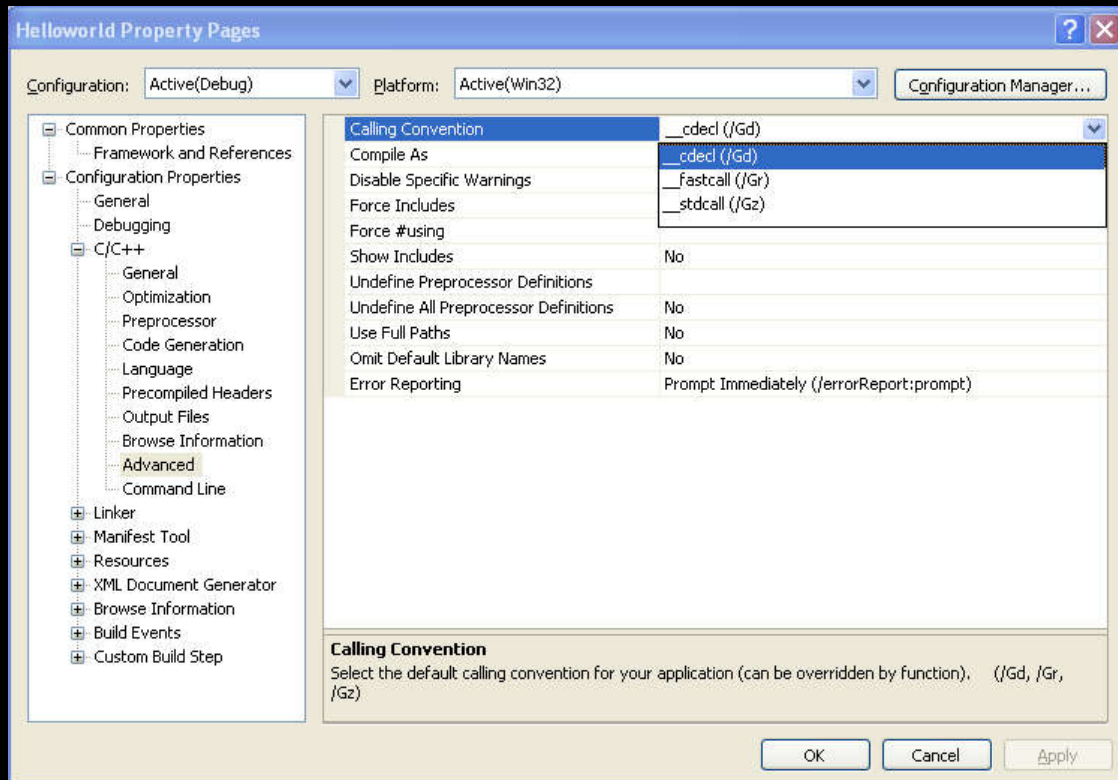 Helloworld Property Pages
Configuration: Active(Debug) Platform: Active(Win32) Configuration Manager...
Common Properties
Framework and References
Configuration Properties
General
Debugging
C/C++
General
Optimization
Preprocessor
Code Generation
Language
Precompiled Headers
Output Files
Browse Information
Advanced
Command Line
Linker
Manifest Tool
Resources
XML Document Generator
Browse Information
Build Events
Custom Build Step
Calling Convention __cdecl (/Gd)
Compile As
Disable Specific Warnings
Force Includes
Force #using
__cdecl (/Gd)
__fastcall (/Gr)
__stdcall (/Gz)
Show Includes No
Undefine Preprocessor Definitions
Undefine All Preprocessor Definitions No
Use Full Paths No
Omit Default Library Names No
Error Reporting Prompt Immediately (/errorReport:prompt)
Calling Convention
Select the default calling convention for your application (can be overridden by function). (/Gd, /Gr,
/Gz)
OK Cancel Apply